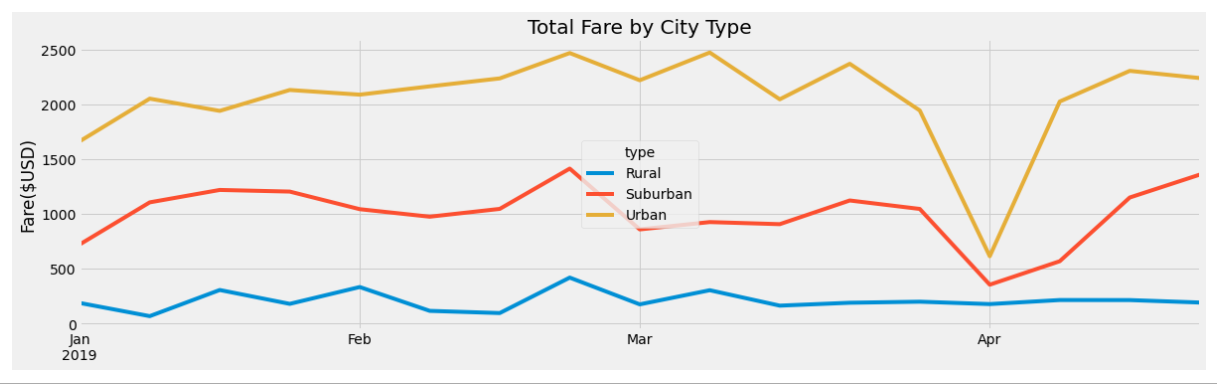 Total Fare by City Type
Fare($USD)
2500
2000
1500
1000
500
0
type
Rural
Suburban
Urban
Jan
2019
Feb
Mar
Apr